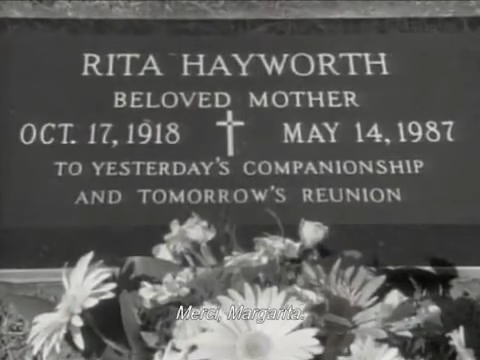 RITA HAYWORTH
BELOVED MOTHER
OCT. 17, 1918 MAY 14, 1987
TO YESTERDAY'S COMPANIONSHIP
AND TOMORROW'S REUNION
Merci, Margarita.